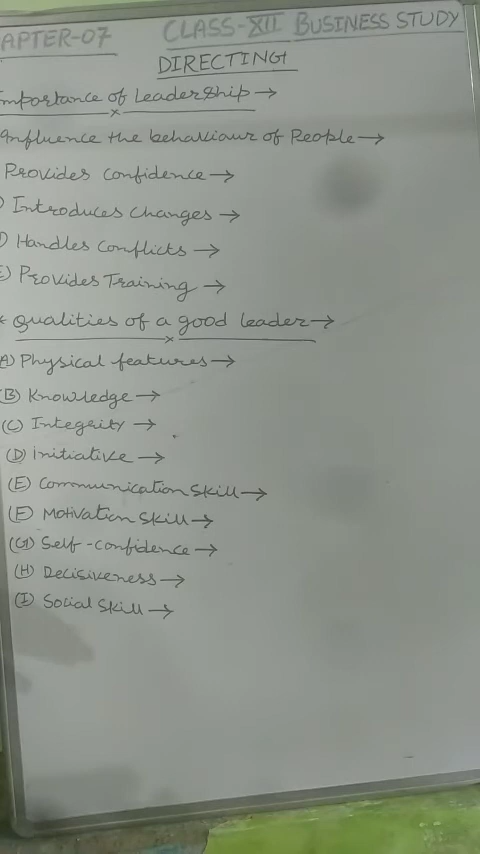 APTER-07 CLASS-XII BUSINESS STUDY
DIRECTING
Importance of Leadership →
Influence the behaviour of People →
Provides confidence →
) Introduces Changes →
) Handles Conflicts →
E) Provides Training →
* Qualities of a good leader →
(A) Physical features →
(B) Knowledge →
(C) Integrity →
(D) Initiative →
(E) Communication Skill →
(F) Motivation Skill →
(G) Self-confidence →
(H) Decisiveness →
(I) Social Skill →